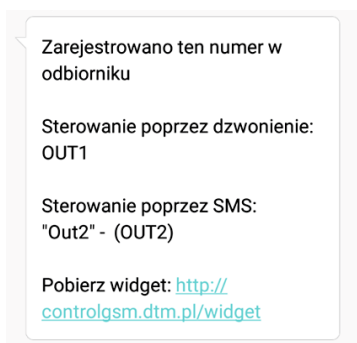 Zarejestrowano ten numer w
odbiorniku
Sterowanie poprzez dzwonienie:
OUT1
Sterowanie poprzez SMS:
"Out2" - (OUT2)
Pobierz widget: http://
controlgsm.dtm.pl/widget